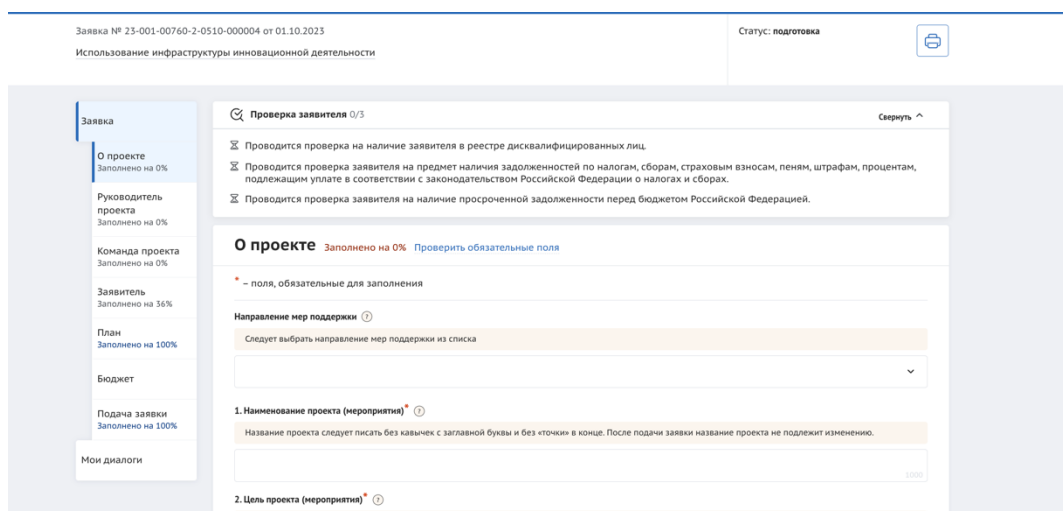 Заявка № 23-001-00760-2-0510-000004 от 01.10.2023
Использование инфраструктуры инновационной деятельности
Статус: подготовка
Заявка
О проекте
Заполнено на 0%
Руководитель
проекта
Заполнено на 0%
Команда проекта
Заполнено на 0%
Заявитель
Заполнено на 36%
План
Заполнено на 100%
Бюджет
Подача заявки
Заполнено на 100%
Мои диалоги
Проверка заявителя 0/3
Свернуть
Проводится проверка на наличие заявителя в реестре дисквалифицированных лиц.
Проводится проверка заявителя на предмет наличия задолженностей по налогам, сборам, страховым взносам, пеням, штрафам, процентам,
подлежащим уплате в соответствии с законодательством Российской Федерации о налогах и сборах.
Проводится проверка заявителя на наличие просроченной задолженности перед бюджетом Российской Федерацией.
О проекте Заполнено на 0% Проверить обязательные поля
* – поля, обязательные для заполнения
Направление мер поддержки ?
Следует выбрать направление мер поддержки из списка
1. Наименование проекта (мероприятия)* ?
Название проекта следует писать без кавычек с заглавной буквы и без «точки» в конце. После подачи заявки название проекта не подлежит изменению.
1000
2. Цель проекта (мероприятия)* ?